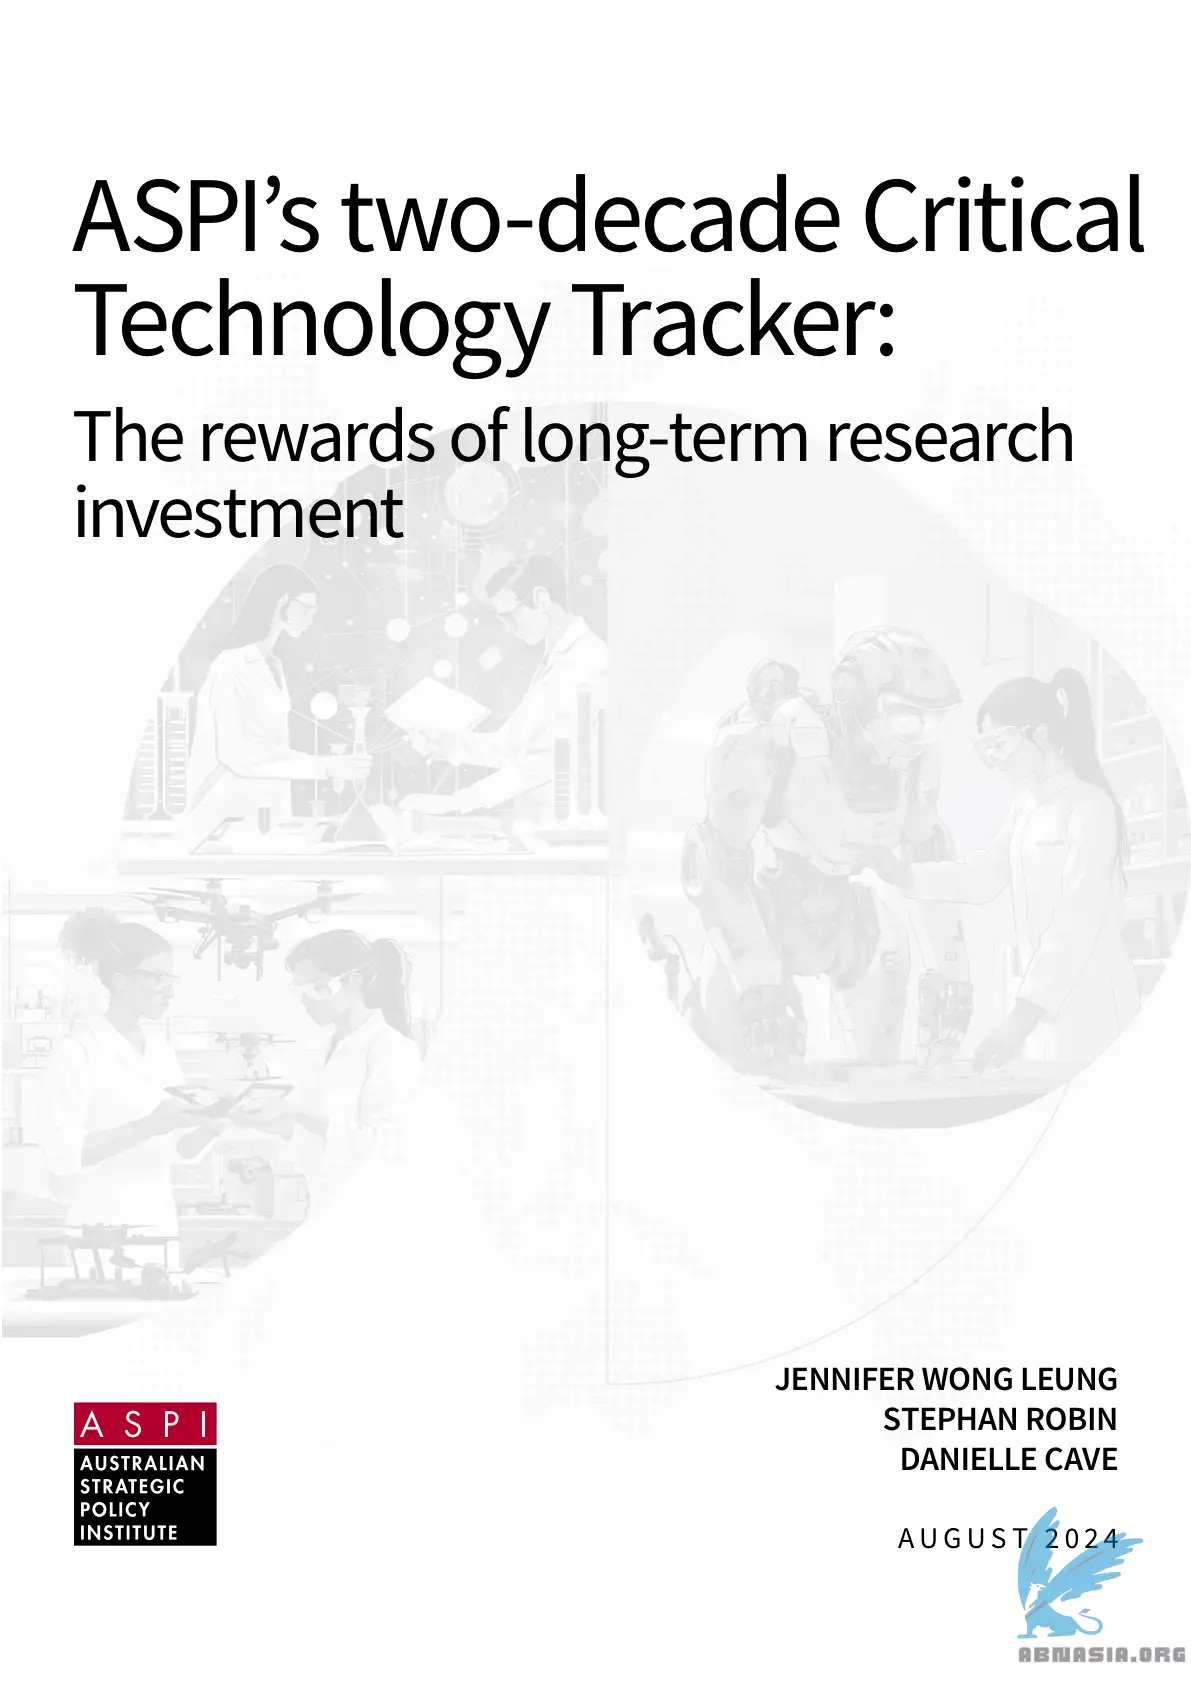 ASPI’s two-decade Critical
Technology Tracker:
The rewards of long-term research
investment
JENNIFER WONG LEUNG
STEPHAN ROBIN
DANIELLE CAVE
ASPI
AUSTRALIAN
STRATEGIC
POLICY
INSTITUTE
AUGUST 2024
ABNASIA.ORG